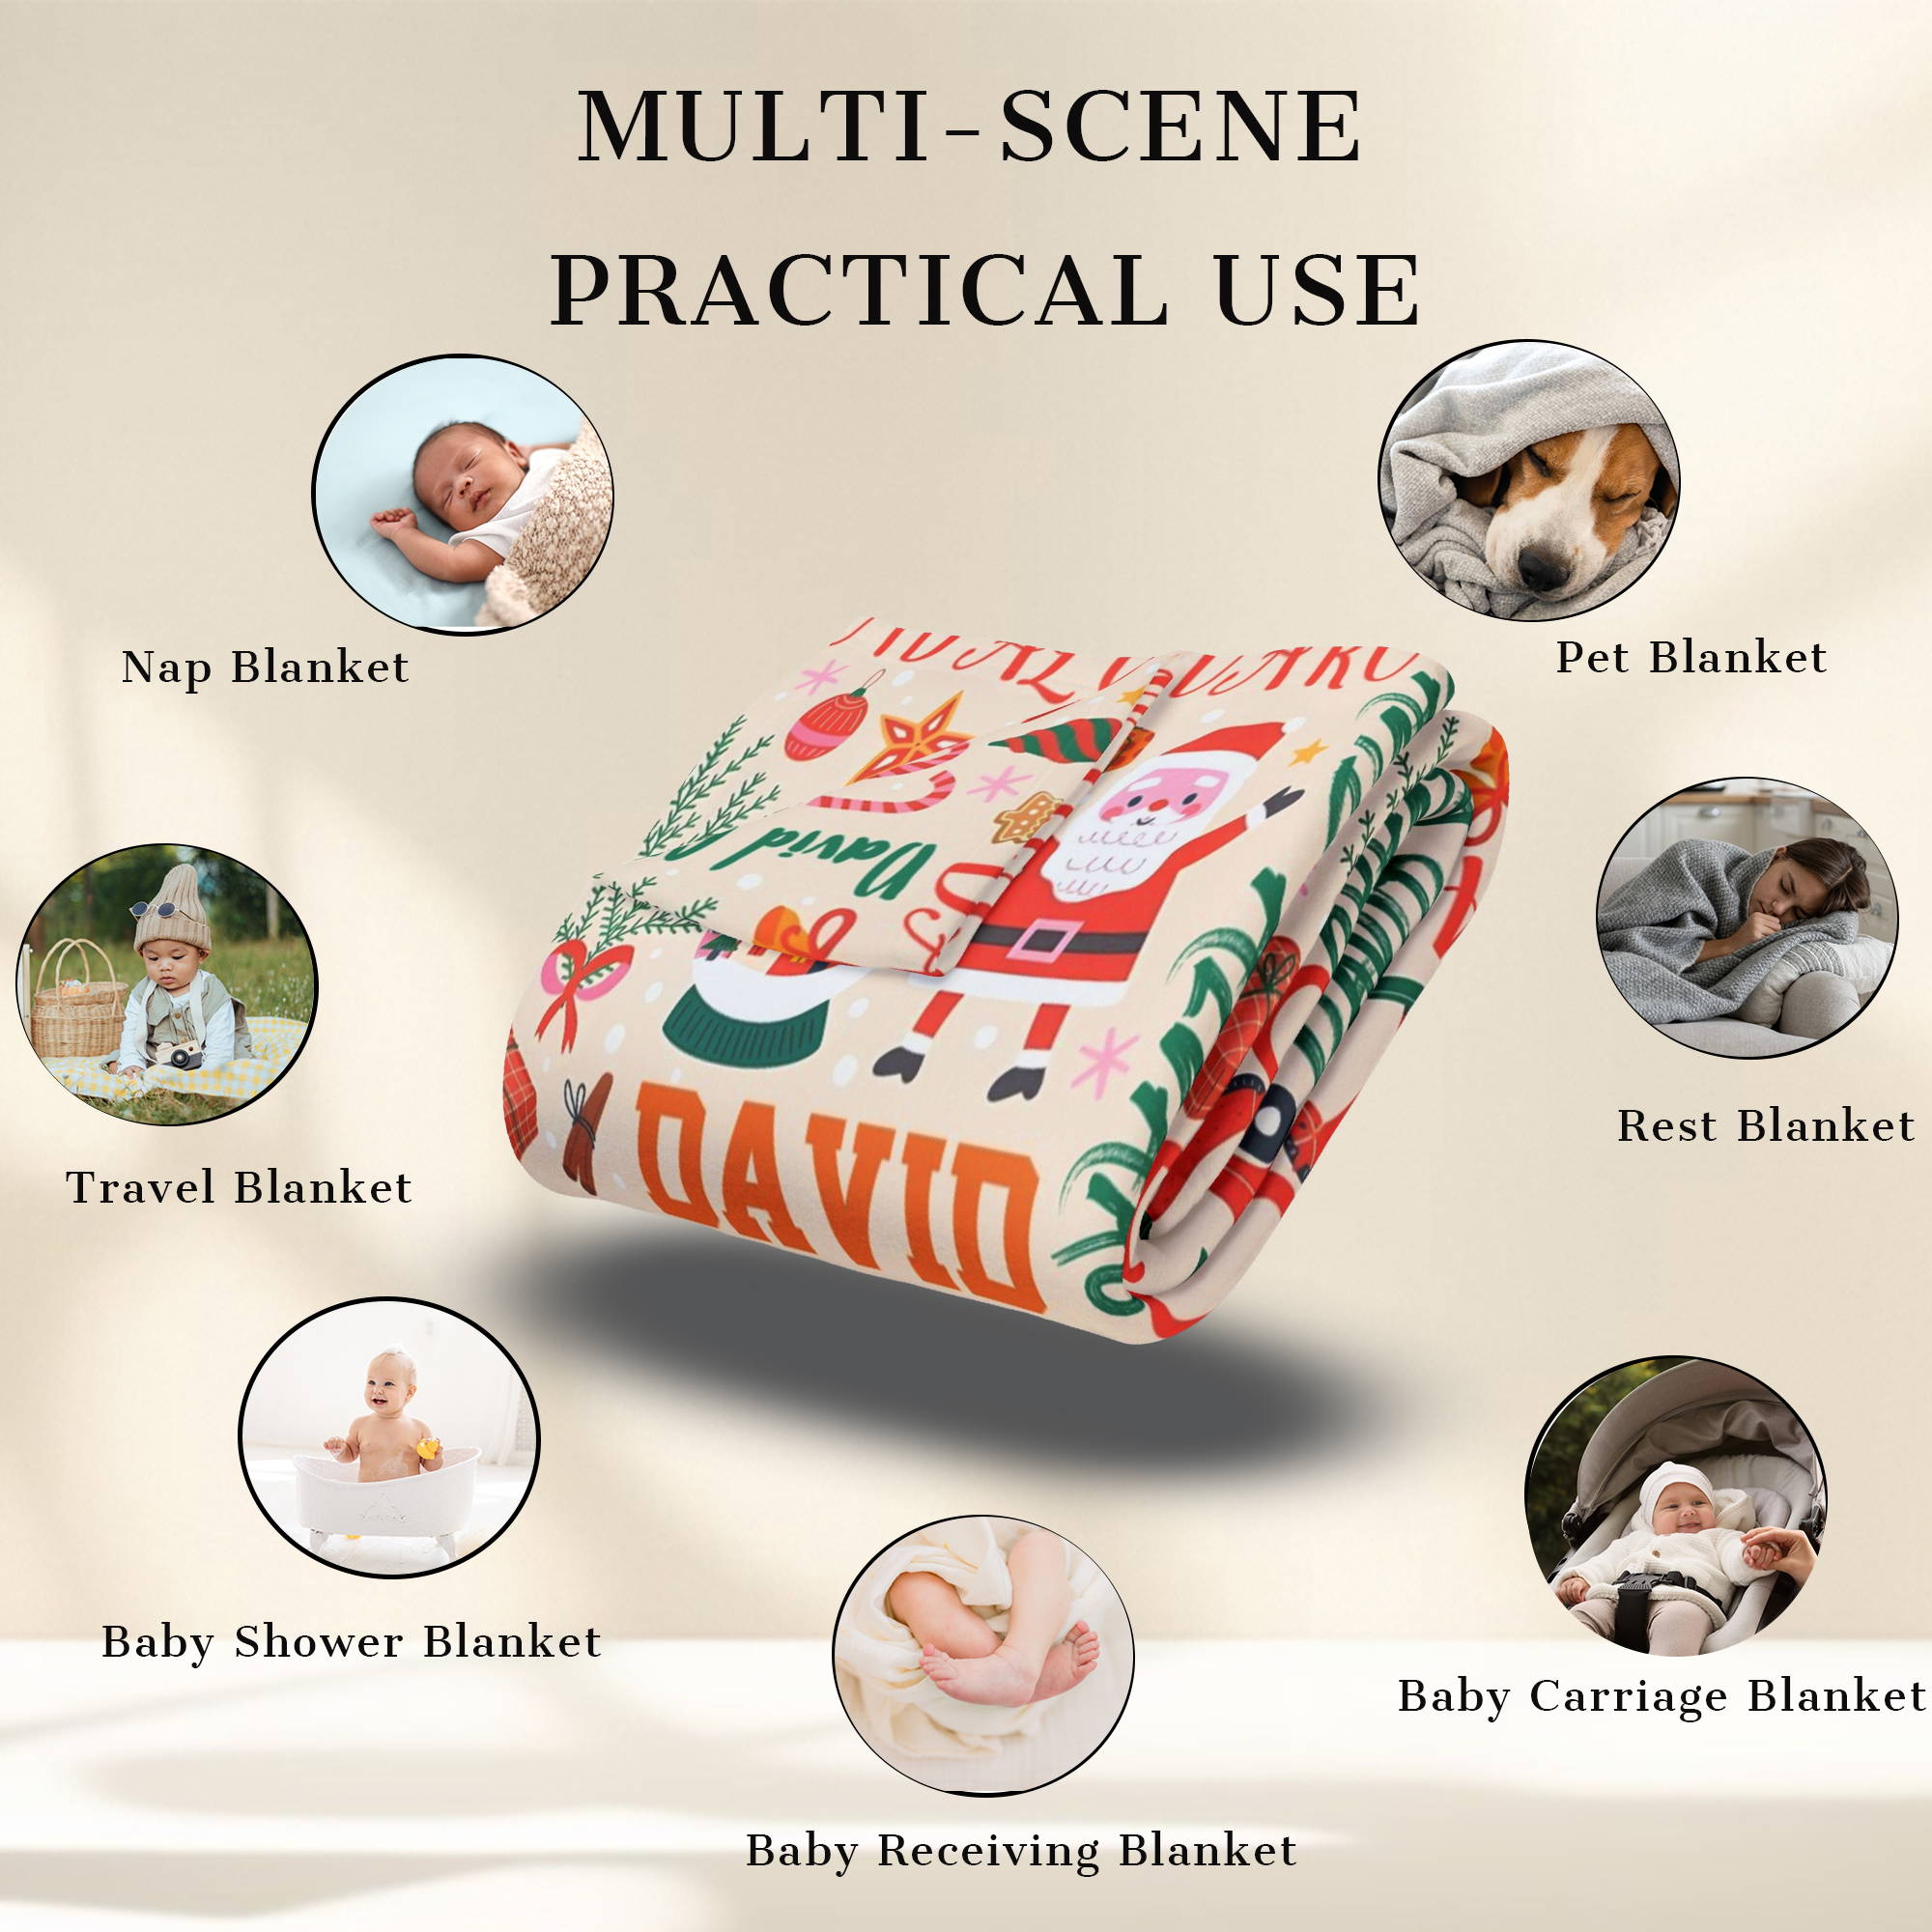 MULTI-SCENE
PRACTICAL USE
Nap Blanket
Pet Blanket
David
DAVID
Travel Blanket
Rest Blanket
Baby Shower Blanket
Baby Carriage Blanket
Baby Receiving Blanket